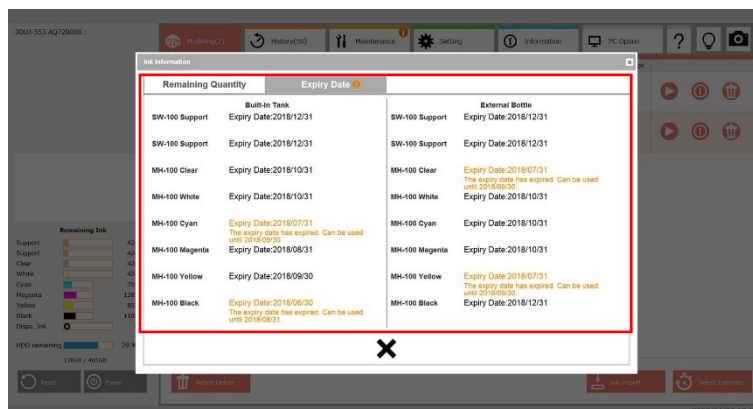 3DUJ-553 AQ72B006 :
Modeling(2)
History(56)
Maintenance
Setting
Information
PC Option
Ink Information
Remaining Quantity
Expiry Date
Built-In Tank
SW-100 Support Expiry Date:2018/12/31
SW-100 Support Expiry Date:2018/12/31
MH-100 Clear Expiry Date:2018/10/31
MH-100 White Expiry Date:2018/10/31
MH-100 Cyan Expiry Date:2018/07/31
The expiry date has expired. Can be used
until 2018/09/30.
MH-100 Magenta Expiry Date:2018/08/31
MH-100 Yellow Expiry Date:2018/09/30
MH-100 Black Expiry Date:2018/06/30
The expiry date has expired. Can be used
until 2018/08/31.
External Bottle
SW-100 Support Expiry Date:2018/12/31
SW-100 Support Expiry Date:2018/12/31
MH-100 Clear Expiry Date:2018/07/31
The expiry date has expired. Can be used
until 2018/09/30.
MH-100 White Expiry Date:2018/10/31
MH-100 Cyan Expiry Date:2018/10/31
MH-100 Magenta Expiry Date:2018/10/31
MH-100 Yellow Expiry Date:2018/07/31
The expiry date has expired. Can be used
until 2018/09/30.
MH-100 Black Expiry Date:2018/12/31
Remaining Ink
Support
Support
Clear
White
Cyan
Magenta
Yellow
Black
Dispo. Ink
HDD remaining 29 %
138GB / 465GB
Reset
Power
Select Delete
Job Import
Select Estimate